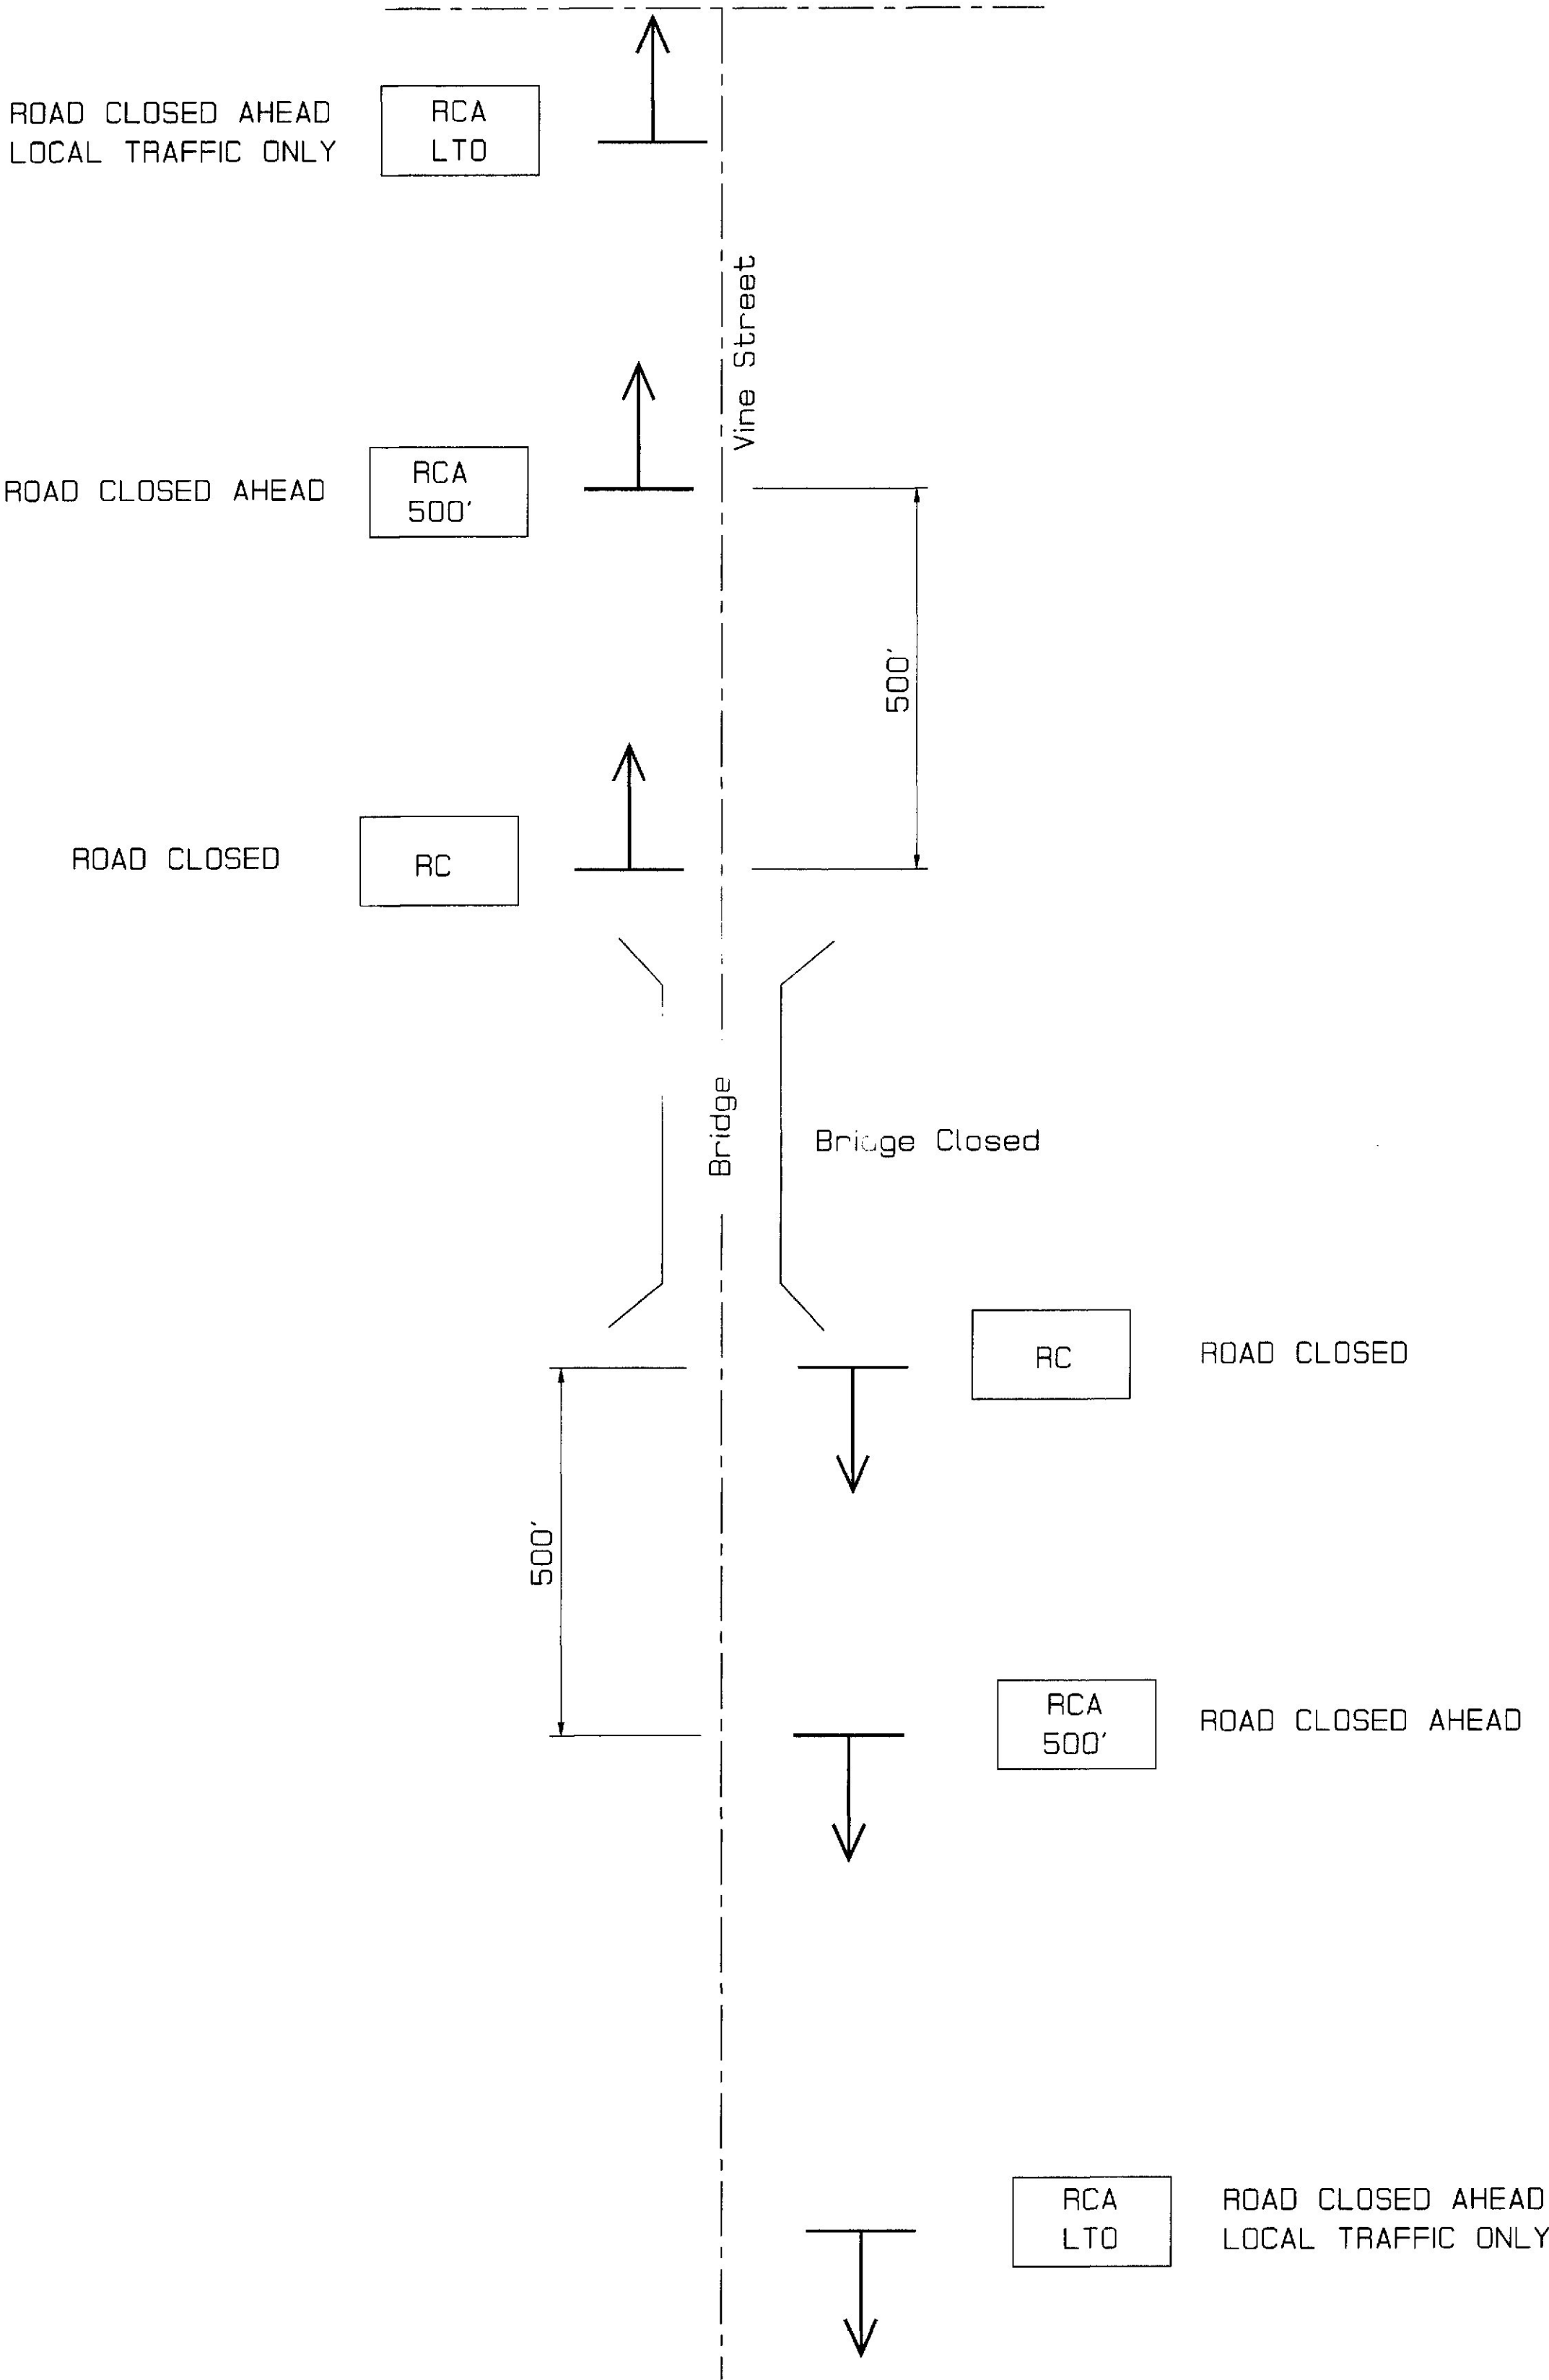 ROAD CLOSED AHEAD
LOCAL TRAFFIC ONLY
RCA
LTO
Vine Street
ROAD CLOSED AHEAD
RCA
500'
500'
ROAD CLOSED
RC
Bridge
Bridge Closed
RC
ROAD CLOSED
500'
RCA
500'
ROAD CLOSED AHEAD
RCA
LTO
ROAD CLOSED AHEAD
LOCAL TRAFFIC ONLY